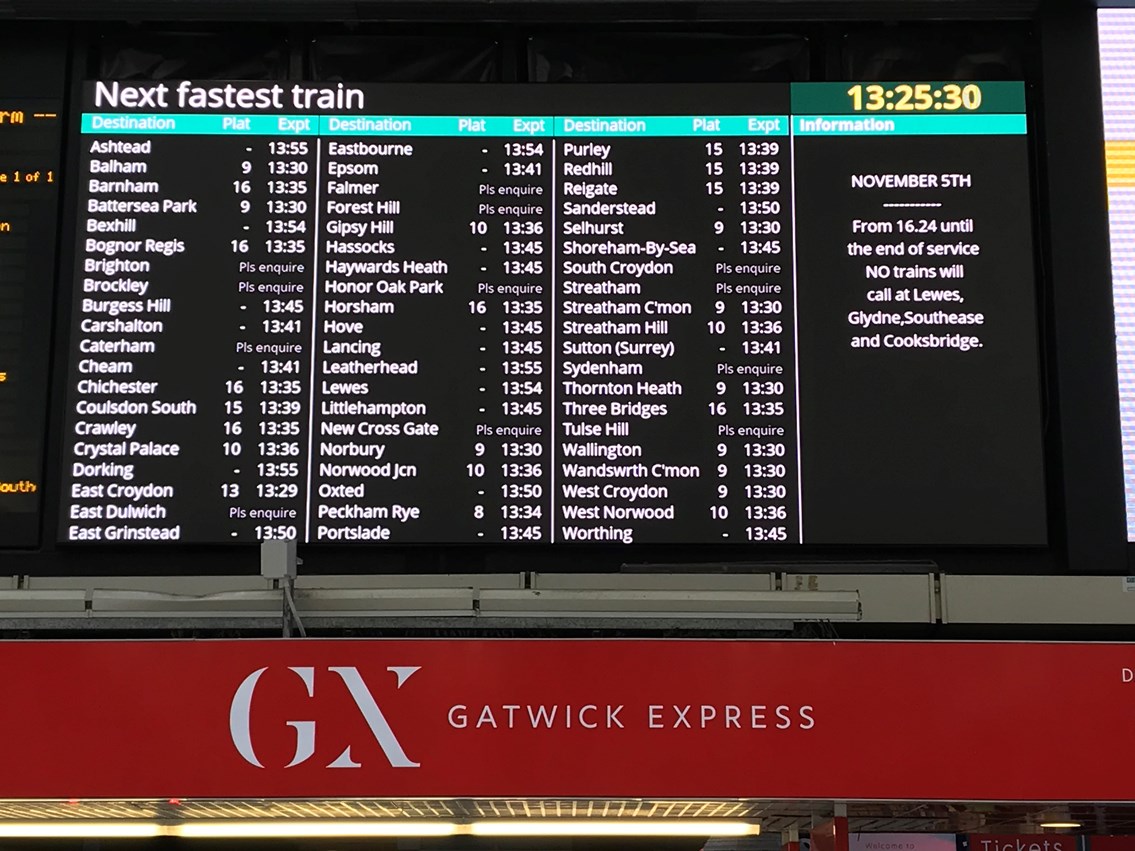 rm --
e 1 of 1
n
s
outh
Next fastest train
13:25:30
Destination Plat Expt
Ashtead - 13:55
Balham 9 13:30
Barnham 16 13:35
Battersea Park 9 13:30
Bexhill - 13:54
Bognor Regis 16 13:35
Brighton Pls enquire
Brockley Pls enquire
Burgess Hill - 13:45
Carshalton - 13:41
Caterham Pls enquire
Cheam - 13:41
Chichester 16 13:35
Coulsdon South 15 13:39
Crawley 16 13:35
Crystal Palace 10 13:36
Dorking - 13:55
East Croydon 13 13:29
East Dulwich Pls enquire
East Grinstead - 13:50
Destination Plat Expt
Eastbourne - 13:54
Epsom - 13:41
Falmer Pls enquire
Forest Hill Pls enquire
Gipsy Hill 10 13:36
Hassocks - 13:45
Haywards Heath - 13:45
Honor Oak Park Pls enquire
Horsham 16 13:35
Hove - 13:45
Lancing - 13:45
Leatherhead - 13:55
Lewes - 13:54
Littlehampton - 13:45
New Cross Gate Pls enquire
Norbury 9 13:30
Norwood Jcn 10 13:36
Oxted - 13:50
Peckham Rye 8 13:34
Portslade - 13:45
Destination Plat Expt
Purley 15 13:39
Redhill 15 13:39
Reigate 15 13:39
Sanderstead - 13:50
Selhurst 9 13:30
Shoreham-By-Sea - 13:45
South Croydon Pls enquire
Streatham Pls enquire
Streatham C'mon 9 13:30
Streatham Hill 10 13:36
Sutton (Surrey) - 13:41
Sydenham Pls enquire
Thornton Heath 9 13:30
Three Bridges 16 13:35
Tulse Hill Pls enquire
Wallington 9 13:30
Wandswrth C'mon 9 13:30
West Croydon 9 13:30
West Norwood 10 13:36
Worthing - 13:45
Information
NOVEMBER 5TH
-----------
From 16.24 until
the end of service
NO trains will
call at Lewes,
Glydne,Southease
and Cooksbridge.
GX GATWICK EXPRESS
D
Welcome to
Tickets